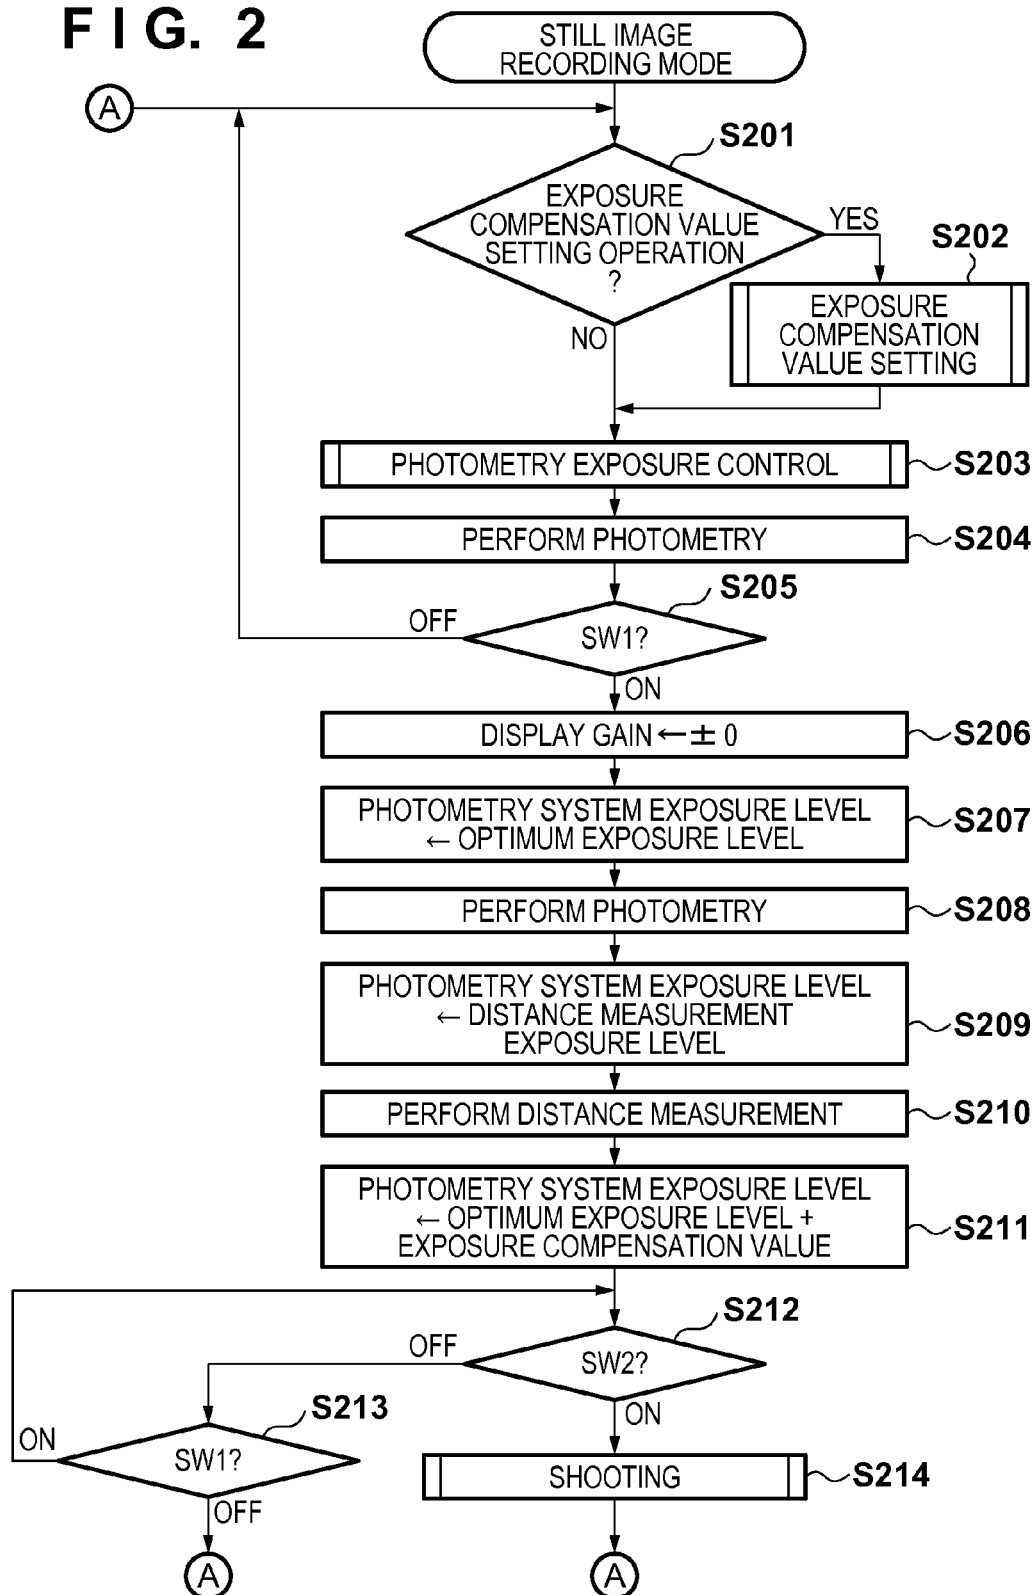 FIG. 2
STILL IMAGE
RECORDING MODE
A
S201
EXPOSURE
COMPENSATION VALUE
SETTING OPERATION
?
YES
NO
S202
EXPOSURE
COMPENSATION
VALUE SETTING
PHOTOMETRY EXPOSURE CONTROL
S203
PERFORM PHOTOMETRY
S204
S205
OFF
SW1?
ON
DISPLAY GAIN ← ± 0
S206
PHOTOMETRY SYSTEM EXPOSURE LEVEL
← OPTIMUM EXPOSURE LEVEL
S207
PERFORM PHOTOMETRY
S208
PHOTOMETRY SYSTEM EXPOSURE LEVEL
← DISTANCE MEASUREMENT
EXPOSURE LEVEL
S209
PERFORM DISTANCE MEASUREMENT
S210
PHOTOMETRY SYSTEM EXPOSURE LEVEL
← OPTIMUM EXPOSURE LEVEL +
EXPOSURE COMPENSATION VALUE
S211
S212
OFF
SW2?
ON
S213
ON
SW1?
OFF
A
SHOOTING
S214
A